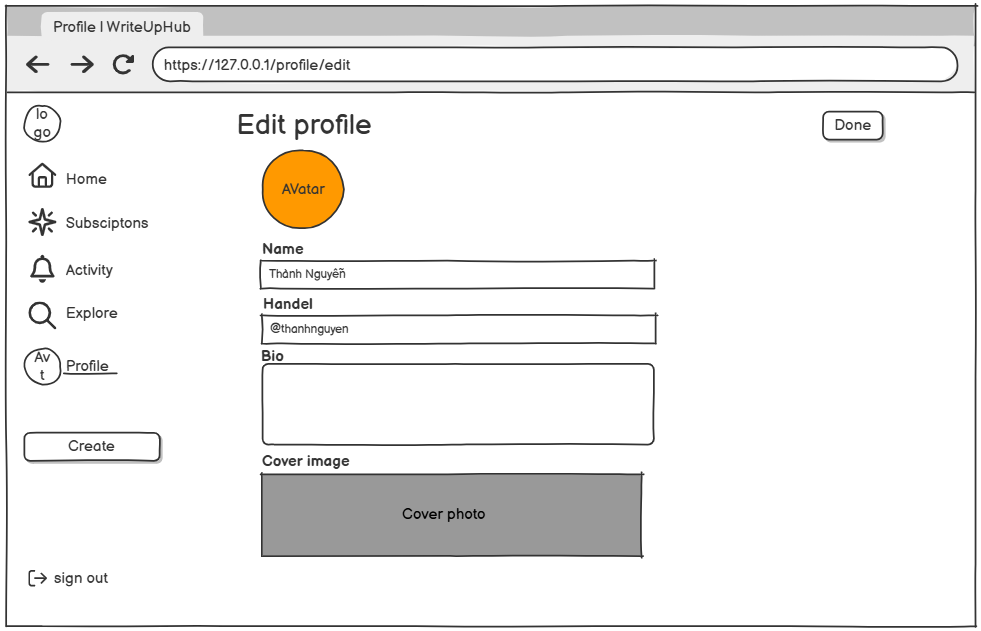 Profile | WriteUpHub
https://127.0.0.1/profile/edit
lo
go
Edit profile
Done
Home
Subsciptons
Activity
Explore
Av
t
Profile
Create
sign out
AVatar
Name
Thành Nguyễn
Handel
@thanhnguyen
Bio
Cover image
Cover photo